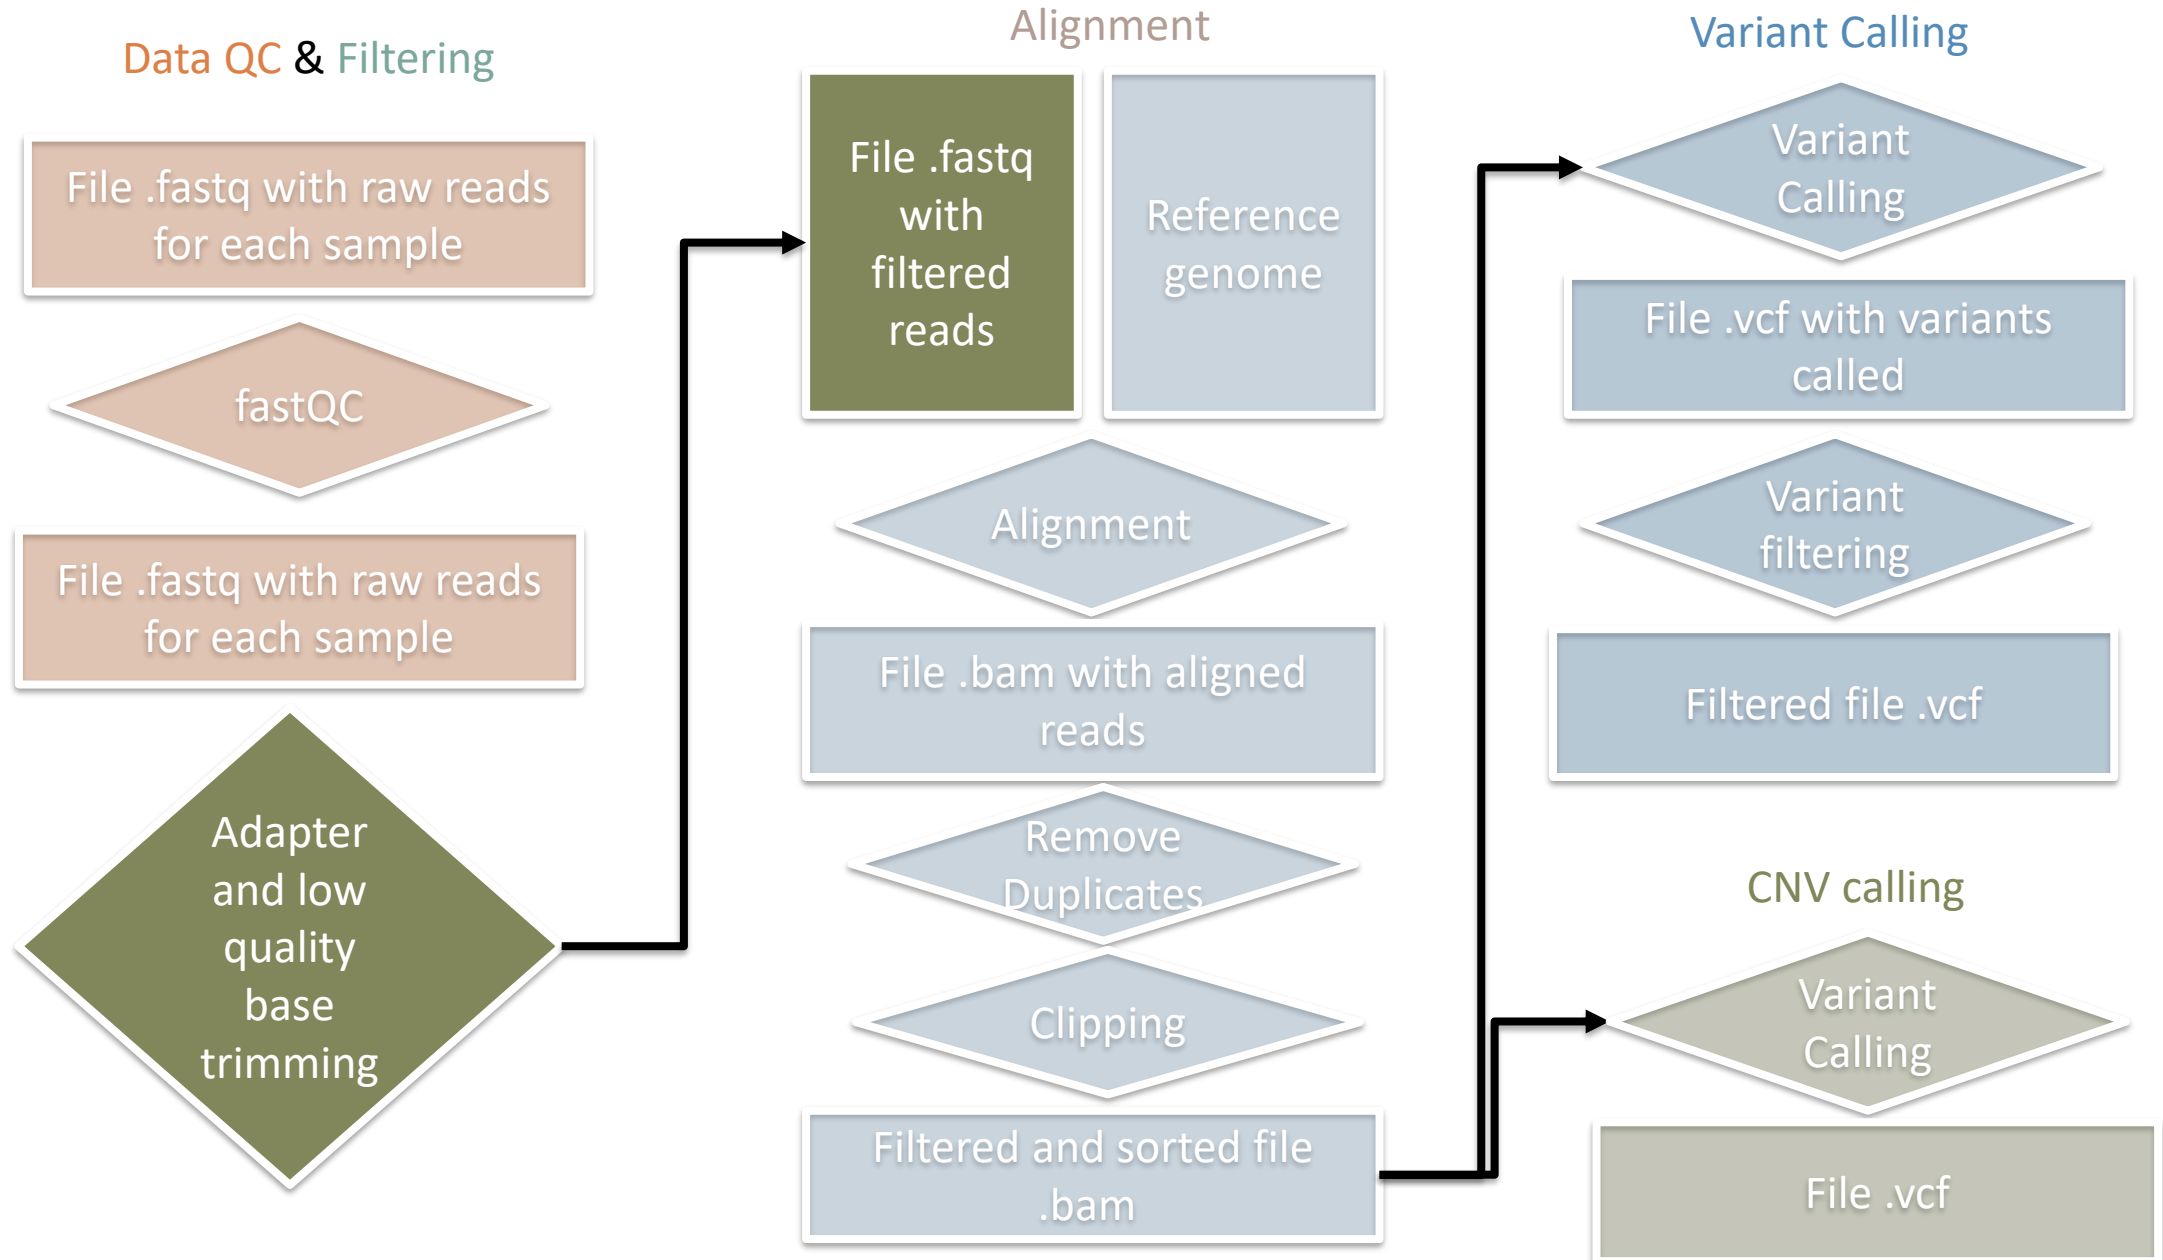 Data QC & Filtering
File .fastq with raw reads
for each sample
fastQC
File .fastq with raw reads
for each sample
Adapter
and low
quality
base
trimming
Alignment
File .fastq
with
filtered
reads
Reference
genome
Alignment
File .bam with aligned
reads
Remove
Duplicates
Clipping
Filtered and sorted file
.bam
Variant Calling
Variant
Calling
File .vcf with variants
called
Variant
filtering
Filtered file .vcf
CNV calling
Variant
Calling
File .vcf